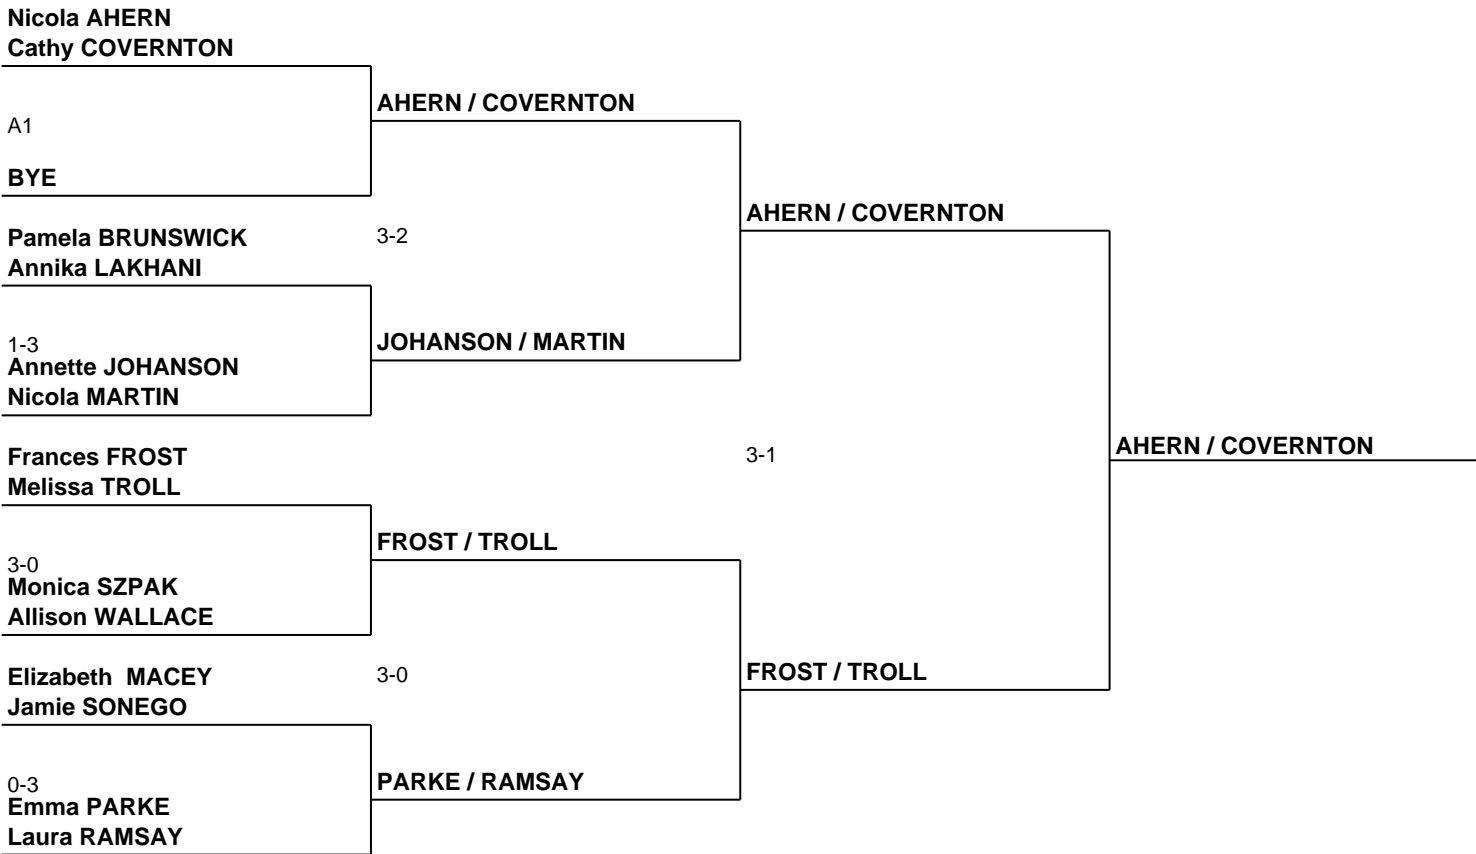 Nicola AHERN
Cathy COVERNTON
AHERN / COVERNTON
A1
BYE
AHERN / COVERNTON
Pamela BRUNSWICK
3-2
Annika LAKHANI
1-3
JOHANSON / MARTIN
Annette JOHANSON
Nicola MARTIN
Frances FROST
3-1
AHERN / COVERNTON
Melissa TROLL
FROST / TROLL
3-0
Monica SZPAK
Allison WALLACE
Elizabeth  MACEY
3-0
FROST / TROLL
Jamie SONEGO
0-3
PARKE / RAMSAY
Emma PARKE
Laura RAMSAY